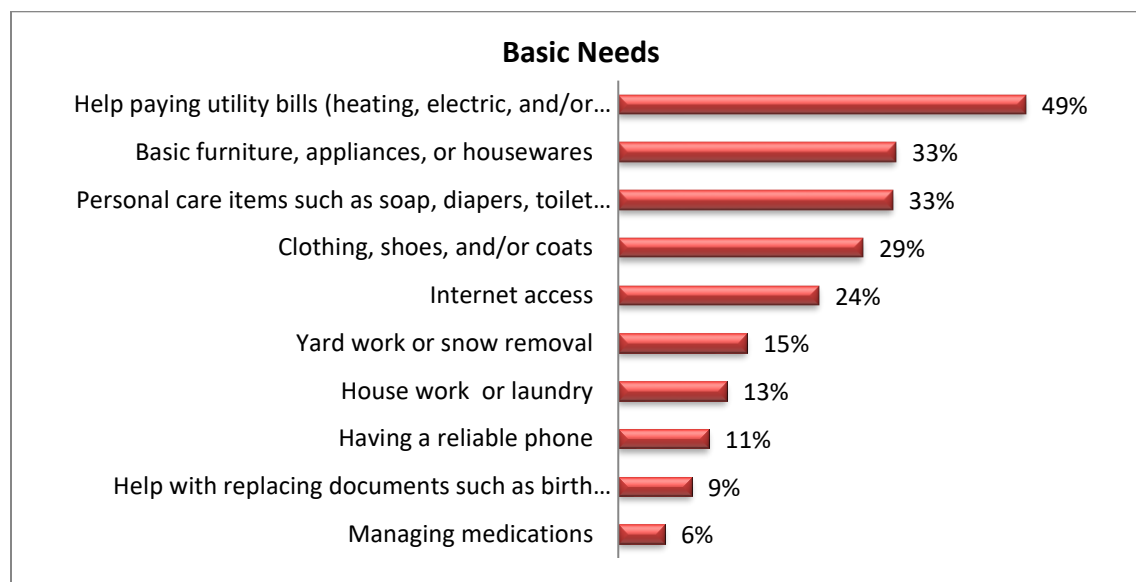 Basic Needs
Help paying utility bills (heating, electric, and/or… 49%
Basic furniture, appliances, or housewares 33%
Personal care items such as soap, diapers, toilet… 33%
Clothing, shoes, and/or coats 29%
Internet access 24%
Yard work or snow removal 15%
House work  or laundry 13%
Having a reliable phone 11%
Help with replacing documents such as birth… 9%
Managing medications 6%